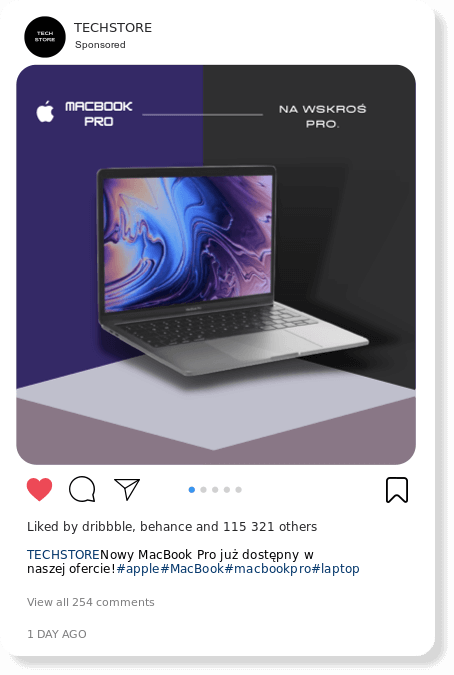 TECH
STORE
TECHSTORE
Sponsored
MACBOOK
PRO
NA WSKROŚ
PRO.
Liked by dribbble, behance and 115 321 others
TECHSTORENowy MacBook Pro już dostępny w
naszej ofercie!#apple#MacBook#macbookpro#laptop
View all 254 comments
1 DAY AGO